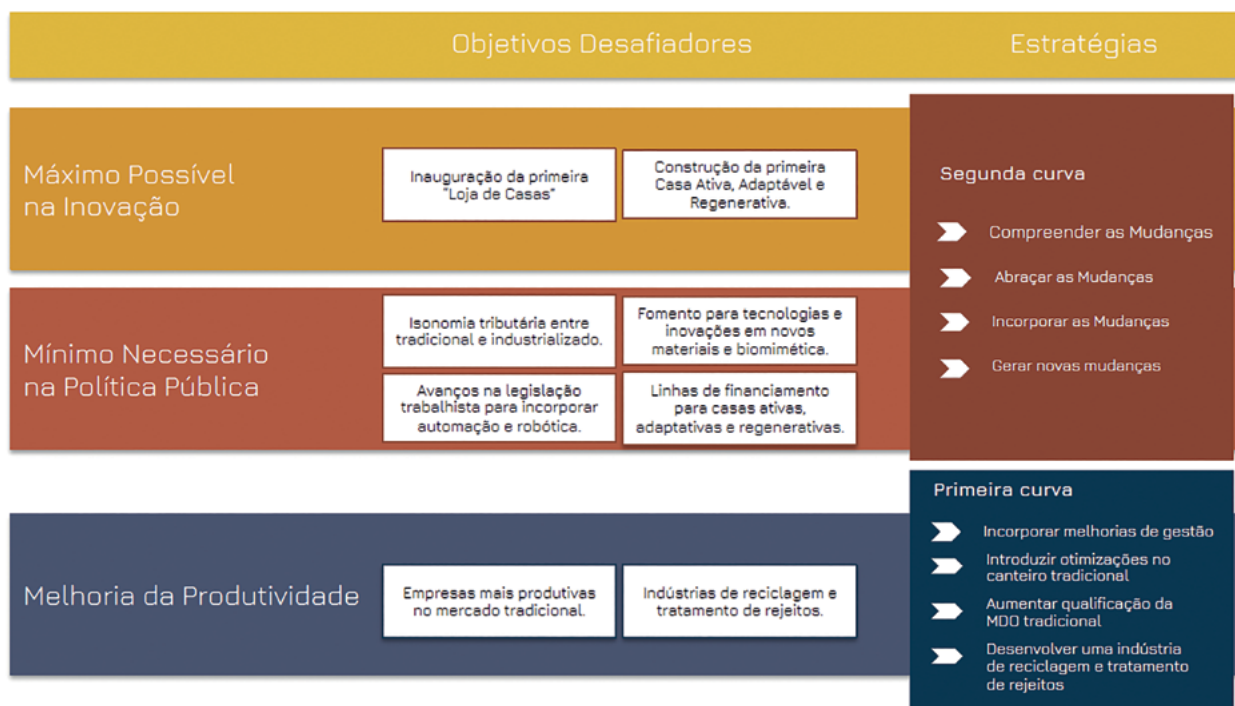 Objetivos Desafiadores
Estratégias
Máximo Possível
na Inovação
Inauguração da primeira
"Loja de Casas"
Construção da primeira
Casa Ativa, Adaptável e
Regenerativa.
Mínimo Necessário
na Política Pública
Isonomia tributária entre
tradicional e industrializado.
Fomento para tecnologias e
inovações em novos
materiais e biomimética.
Avanços na legislação
trabalhista para incorporar
automação e robótica.
Linhas de financiamento
para casas ativas,
adaptativas e regenerativas.
Segunda curva
Compreender as Mudanças
Abraçar as Mudanças
Incorporar as Mudanças
Gerar novas mudanças
Melhoria da Produtividade
Empresas mais produtivas
no mercado tradicional.
Indústrias de reciclagem e
tratamento de rejeitos.
Primeira curva
Incorporar melhorias de gestão
Introduzir otimizações no
canteiro tradicional
Aumentar qualificação da
MDO tradicional
Desenvolver uma indústria
de reciclagem e tratamento
de rejeitos